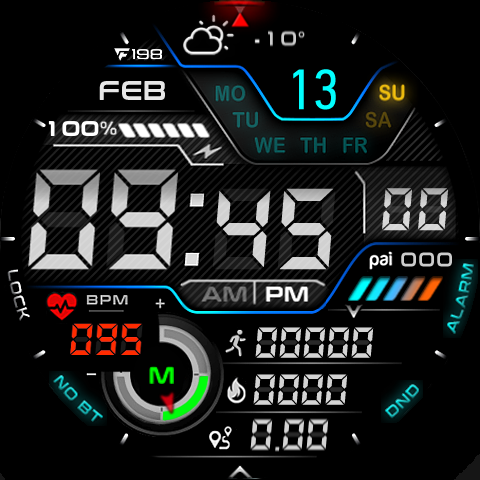 -10°
F198
FEB
13
MO
SU
TU
SA
WE TH FR
100%
09:45
00
AM PM
pai 000
LOCK
ALARM
BPM
+
095
-
M
00000
0000
0.00
NO BT
DND